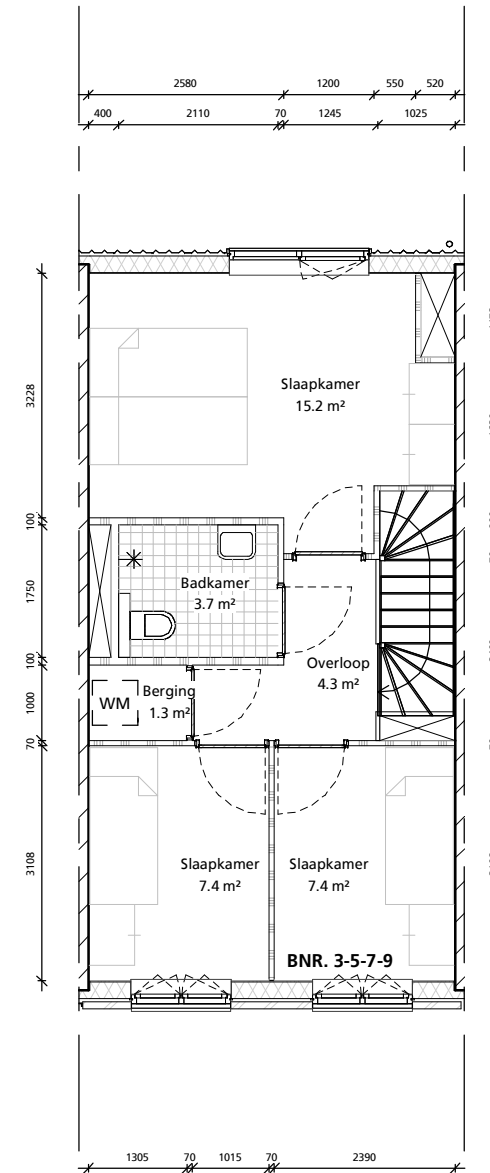 2580 1200 550 520
400 2110 70 1245 1025
3228
Slaapkamer
15.2 m²
100
Badkamer
3.7 m²
1750
100
Overloop
4.3 m²
Berging
1.3 m²
WM
1000
70
3108
Slaapkamer
7.4 m²
Slaapkamer
7.4 m²
BNR. 3-5-7-9
1305 70 1015 70 2390